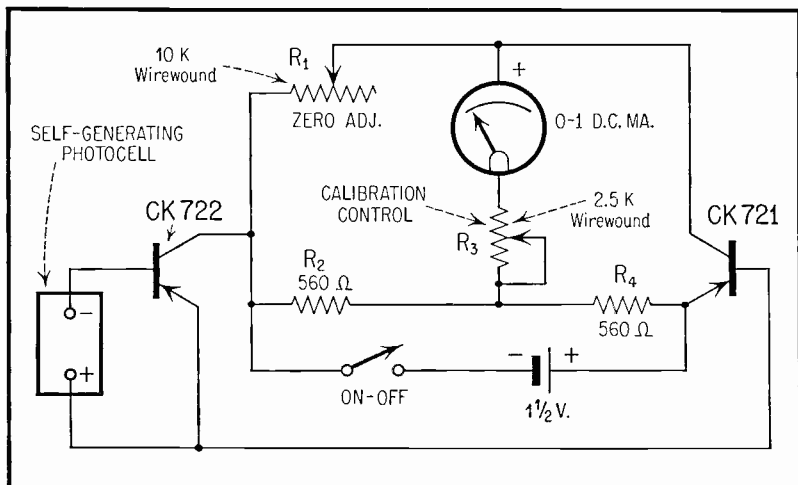 10 K
Wirewound
R1
ZERO ADJ.
+
0-1 D.C. MA.
SELF-GENERATING
PHOTOCELL
CK722
CALIBRATION
CONTROL
2.5 K
Wirewound
R3
CK721
R2
560 Ω
R4
560 Ω
-
+
ON-OFF
- +
1½ V.